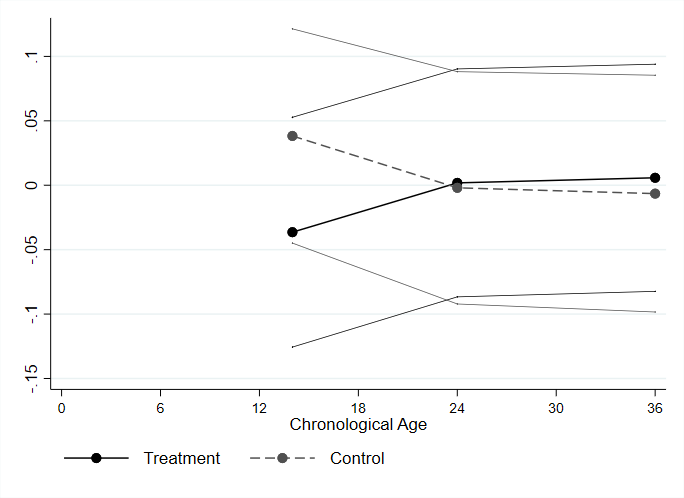 .1
.05
0
-.05
-.1
-.15
0 6 12 18 24 30 36
Chronological Age
Treatment Control